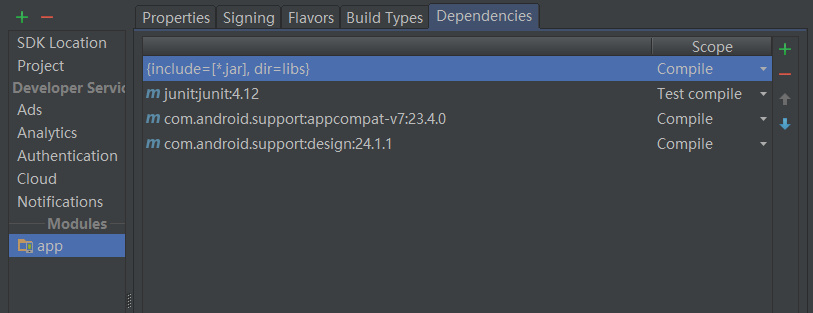 Properties Signing Flavors Build Types Dependencies
SDK Location
Project
Developer Servic
Ads
Analytics
Authentication
Cloud
Notifications
Modules
app
Scope
{include=[*.jar], dir=libs} Compile
m junit:junit:4.12 Test compile
m com.android.support:appcompat-v7:23.4.0 Compile
m com.android.support:design:24.1.1 Compile